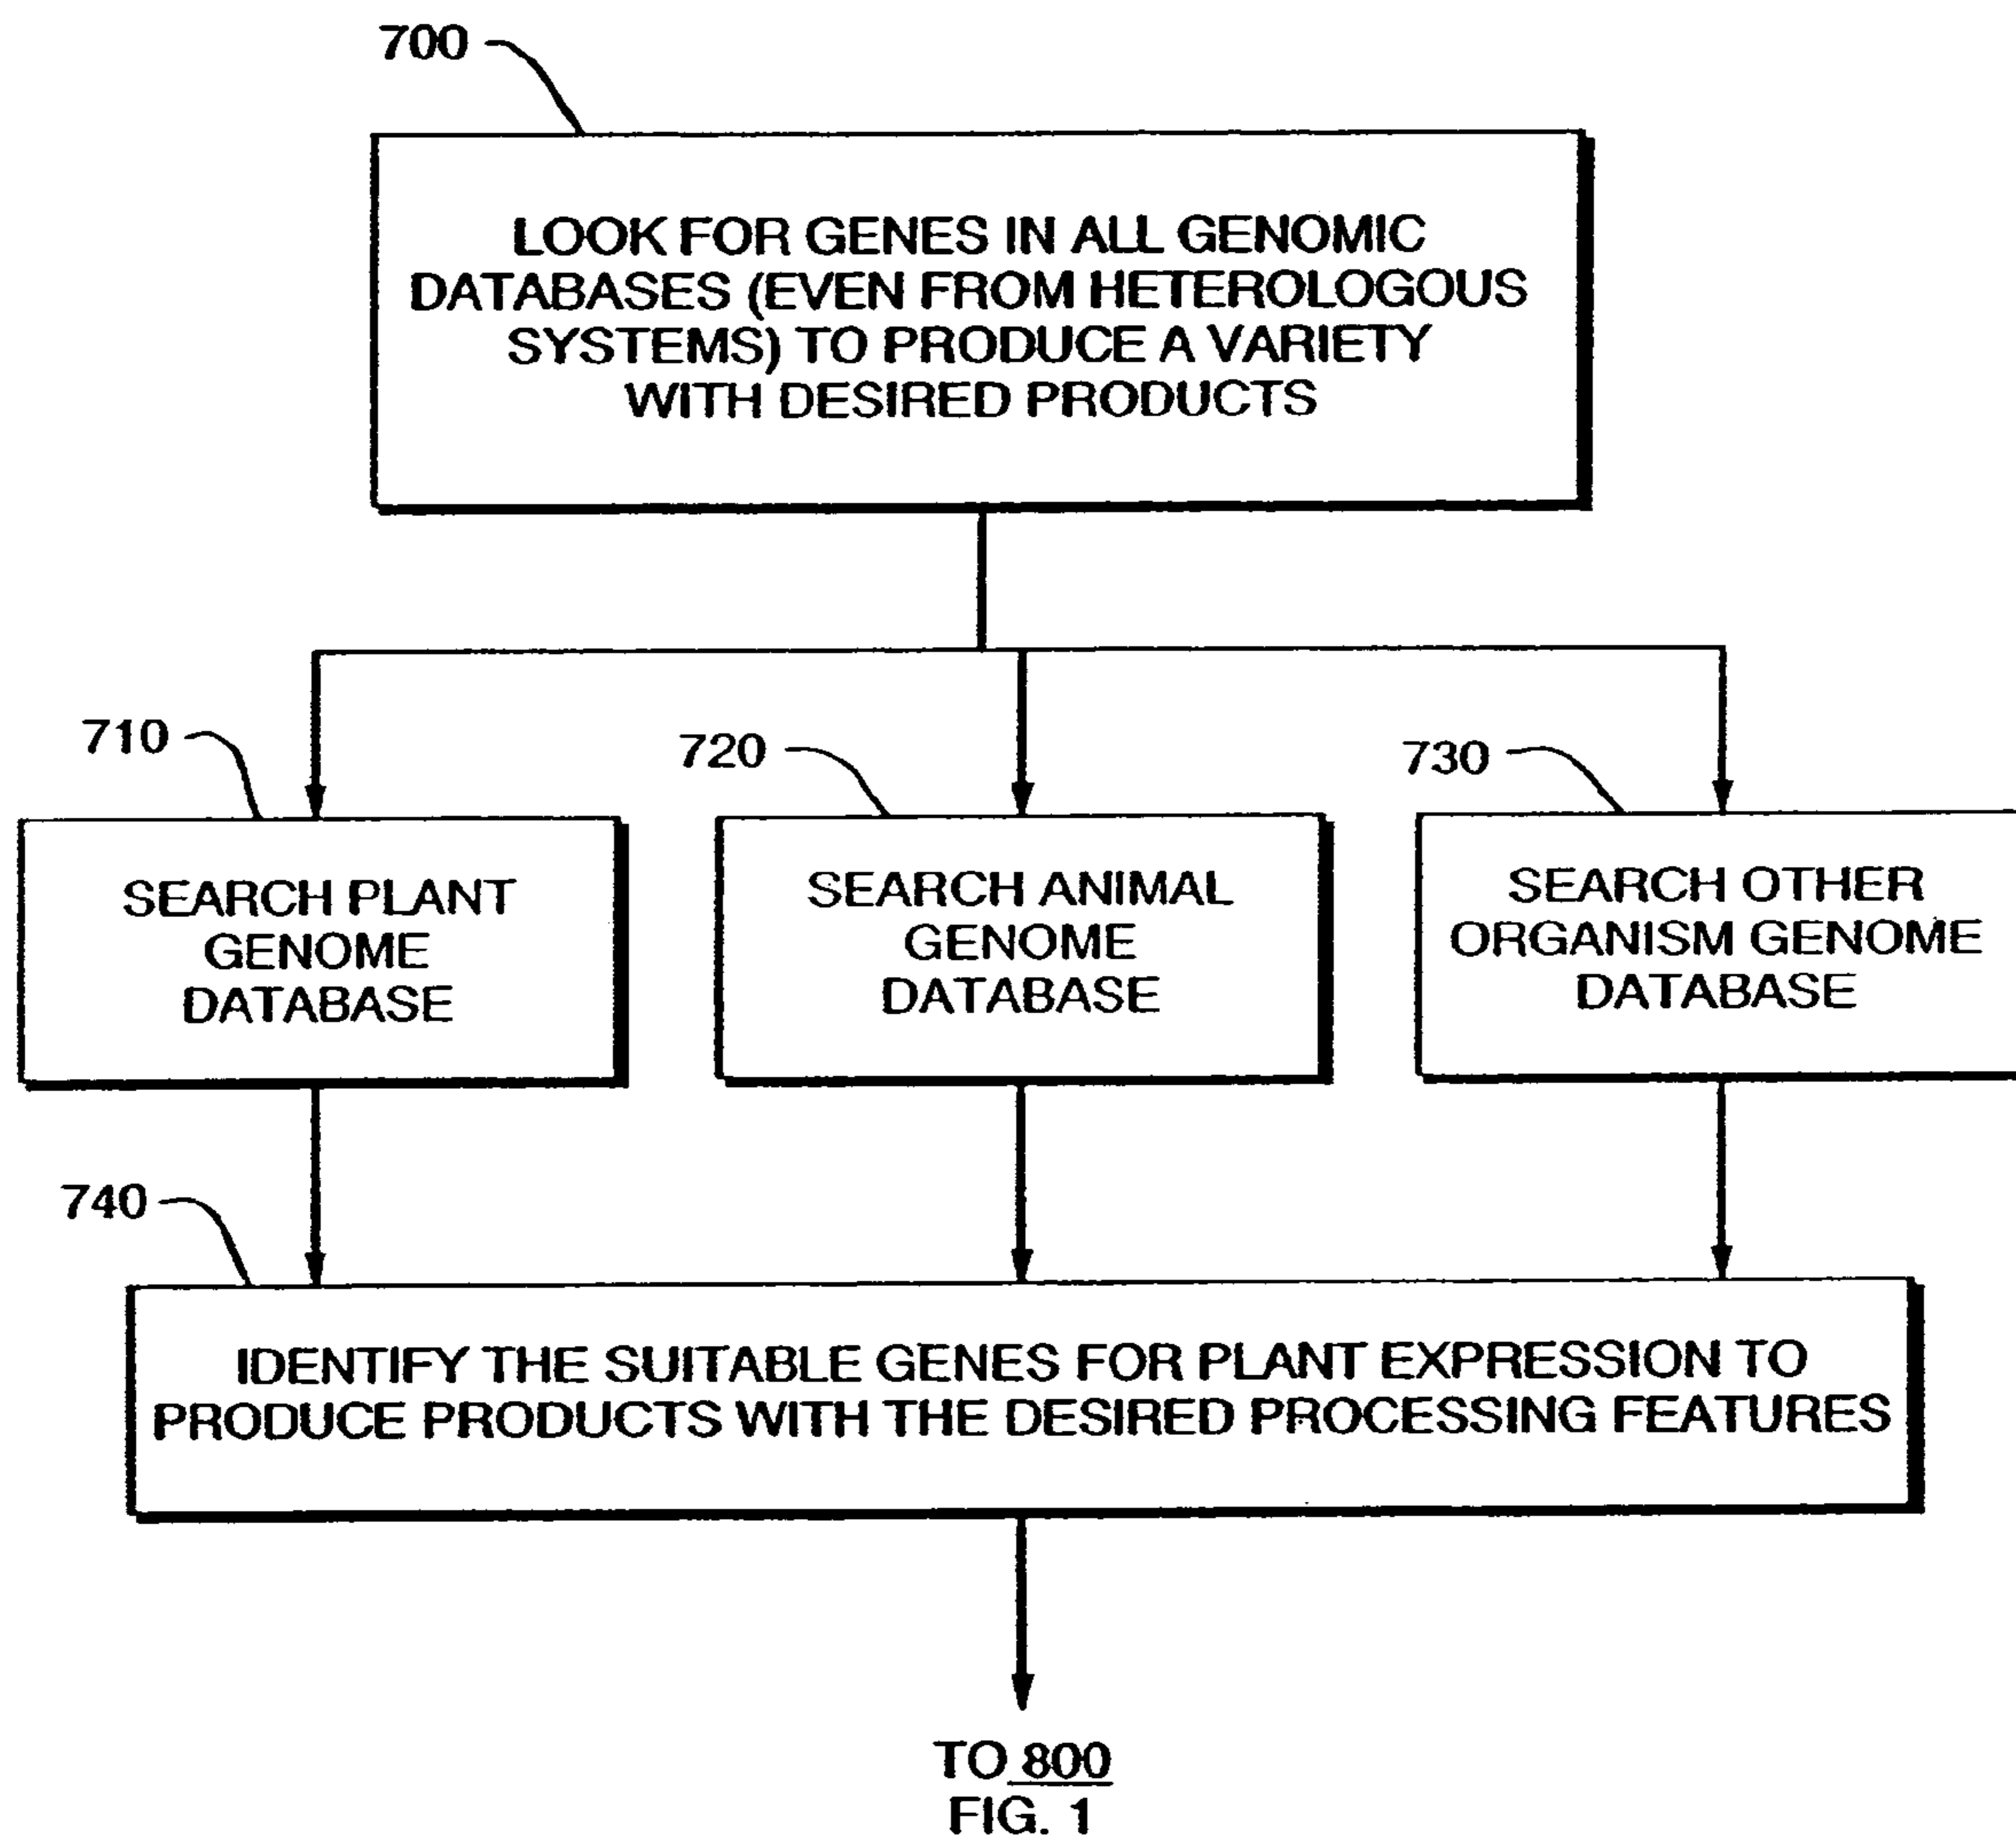 700
LOOK FOR GENES IN ALL GENOMIC
DATABASES (EVEN FROM HETEROLOGOUS
SYSTEMS) TO PRODUCE A VARIETY
WITH DESIRED PRODUCTS
710
SEARCH PLANT
GENOME
DATABASE
720
SEARCH ANIMAL
GENOME
DATABASE
730
SEARCH OTHER
ORGANISM GENOME
DATABASE
740
IDENTIFY THE SUITABLE GENES FOR PLANT EXPRESSION TO
PRODUCE PRODUCTS WITH THE DESIRED PROCESSING FEATURES
TO 800
FIG. 1